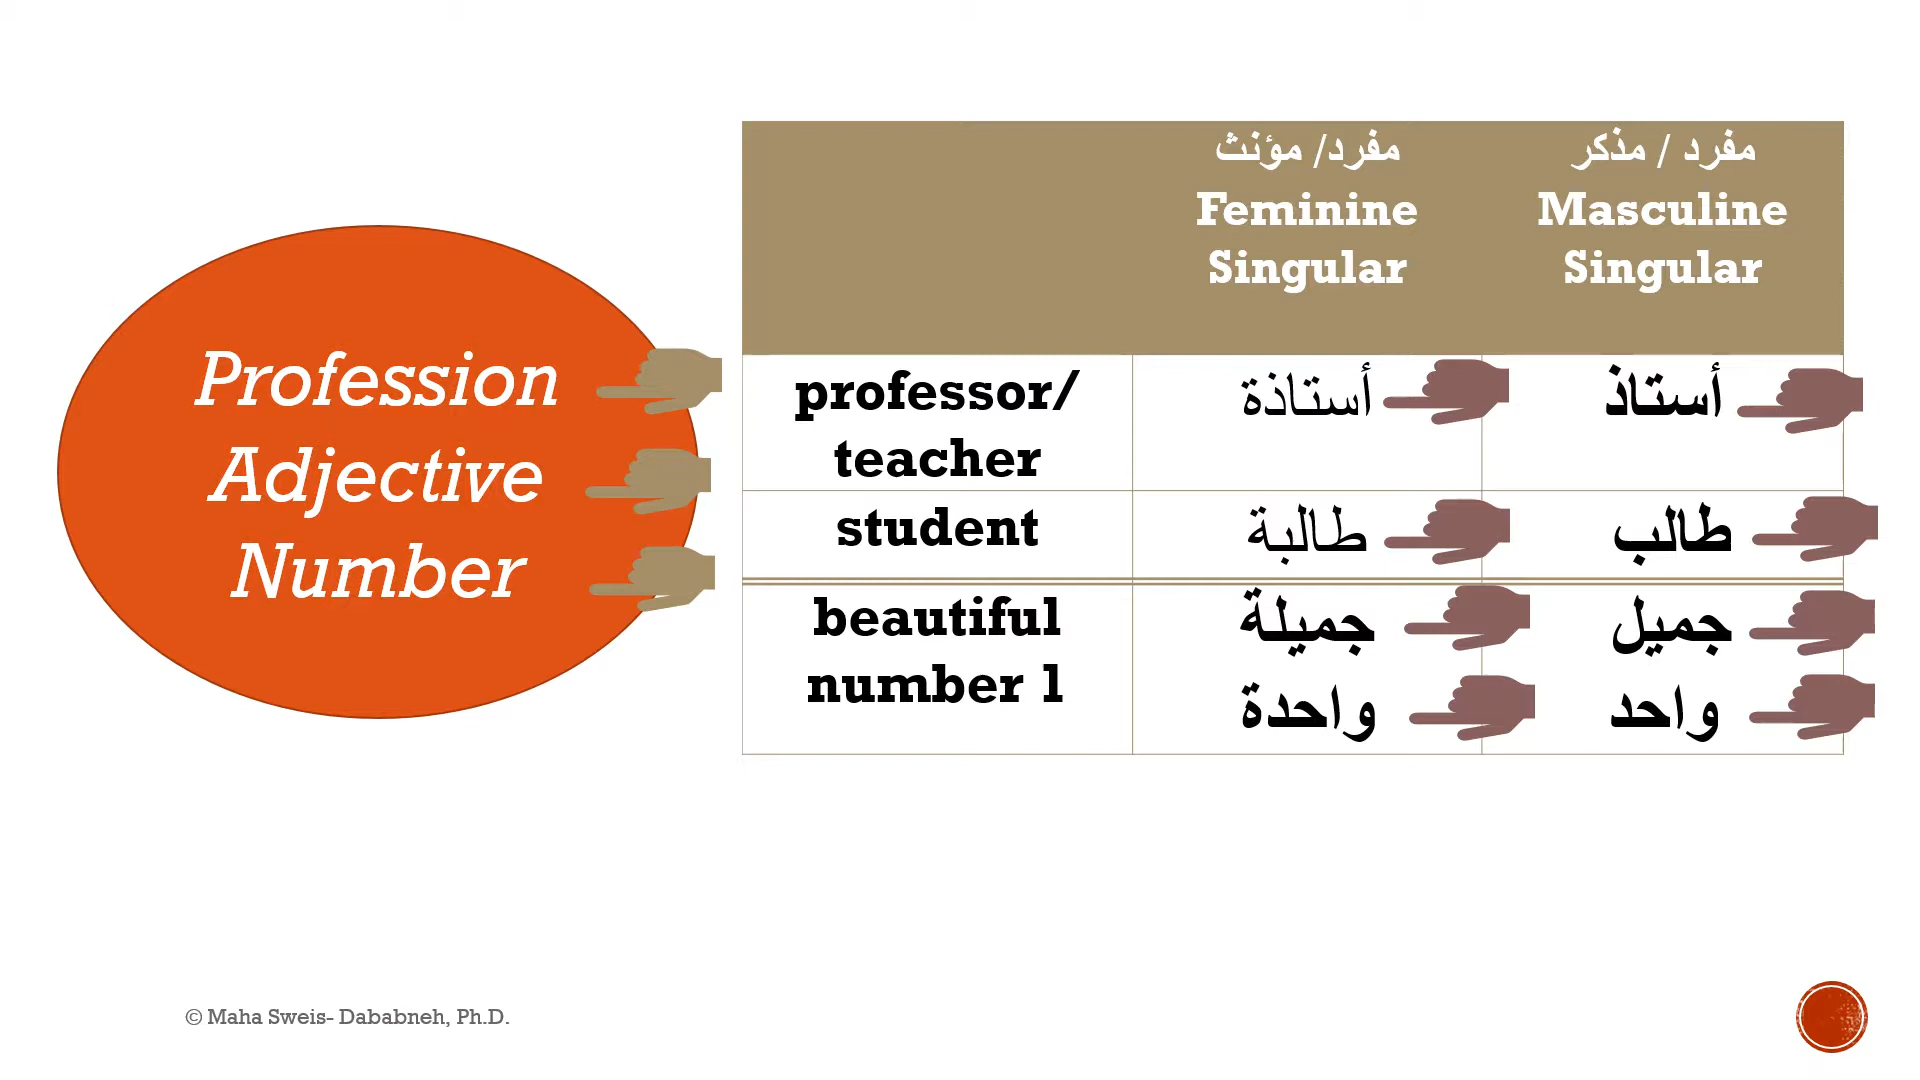 Profession
Adjective
Number
مفرد / مذكر
Masculine
Singular
مفرد/ مؤنث
Feminine
Singular
professor/
teacher
أستاذة
أستاذ
student
طالبة
طالب
beautiful
جميلة
جميل
number 1
واحدة
واحد
© Maha Sweis- Dababneh, Ph.D.